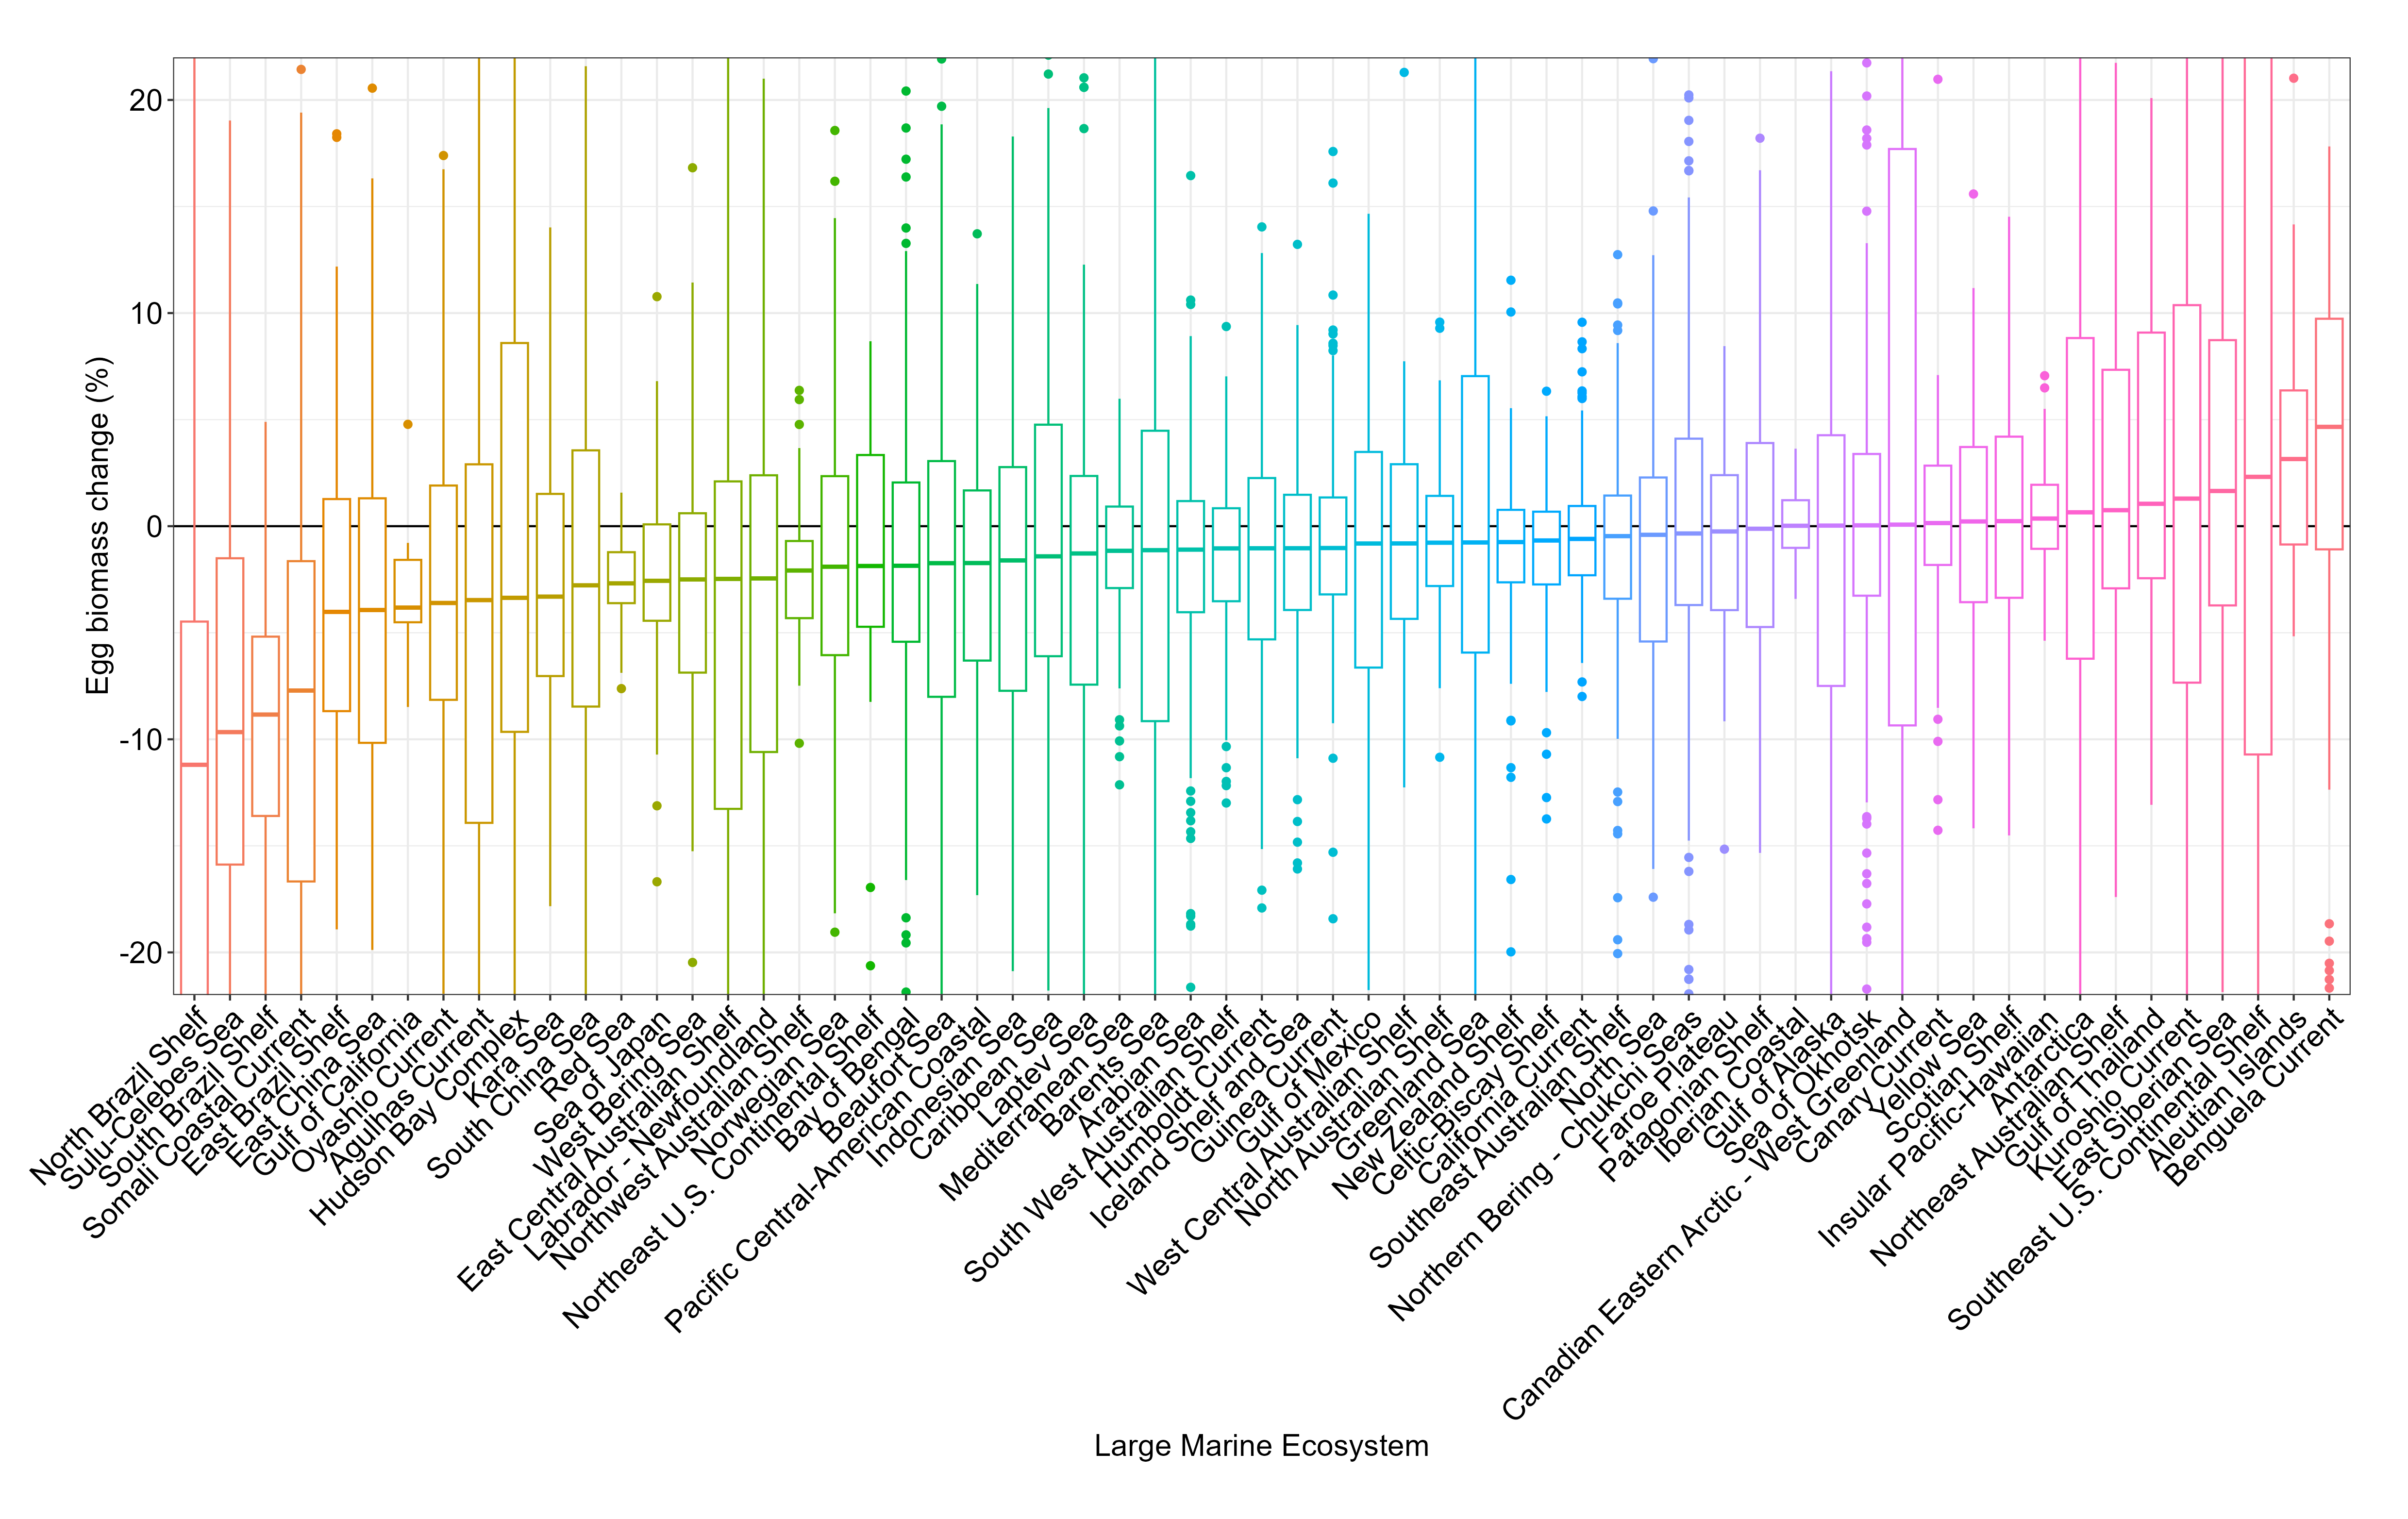 Egg biomass change (%)
20
10
0
-10
-20
North Brazil Shelf
Sulu-Celebes Sea
South Brazil Shelf
Somali Coastal Current
East Brazil Shelf
East China Sea
Gulf of California
Oyashio Current
Agulhas Current
Hudson Bay Complex
Kara Sea
South China Sea
Red Sea
Sea of Japan
West Bering Sea
East Central Australian Shelf
Labrador - Newfoundland
Northwest Australian Shelf
Norwegian Sea
Northeast U.S. Continental Shelf
Bay of Bengal
Beaufort Sea
Pacific Central-American Coastal
Indonesian Sea
Caribbean Sea
Laptev Sea
Mediterranean Sea
Barents Sea
Arabian Sea
South West Australian Shelf
Humboldt Current
Iceland Shelf and Sea
Guinea Current
Gulf of Mexico
West Central Australian Shelf
North Australian Shelf
Greenland Sea
New Zealand Shelf
Celtic-Biscay Shelf
California Current
Southeast Australian Shelf
North Sea
Northern Bering - Chukchi Seas
Faroe Plateau
Patagonian Shelf
Iberian Coastal
Gulf of Alaska
Sea of Okhotsk
Canadian Eastern Arctic - West Greenland
Canary Current
Yellow Sea
Scotian Shelf
Insular Pacific-Hawaiian
Antarctica
Northeast Australian Shelf
Gulf of Thailand
Kuroshio Current
East Siberian Sea
Southeast U.S. Continental Shelf
Aleutian Islands
Benguela Current
Large Marine Ecosystem